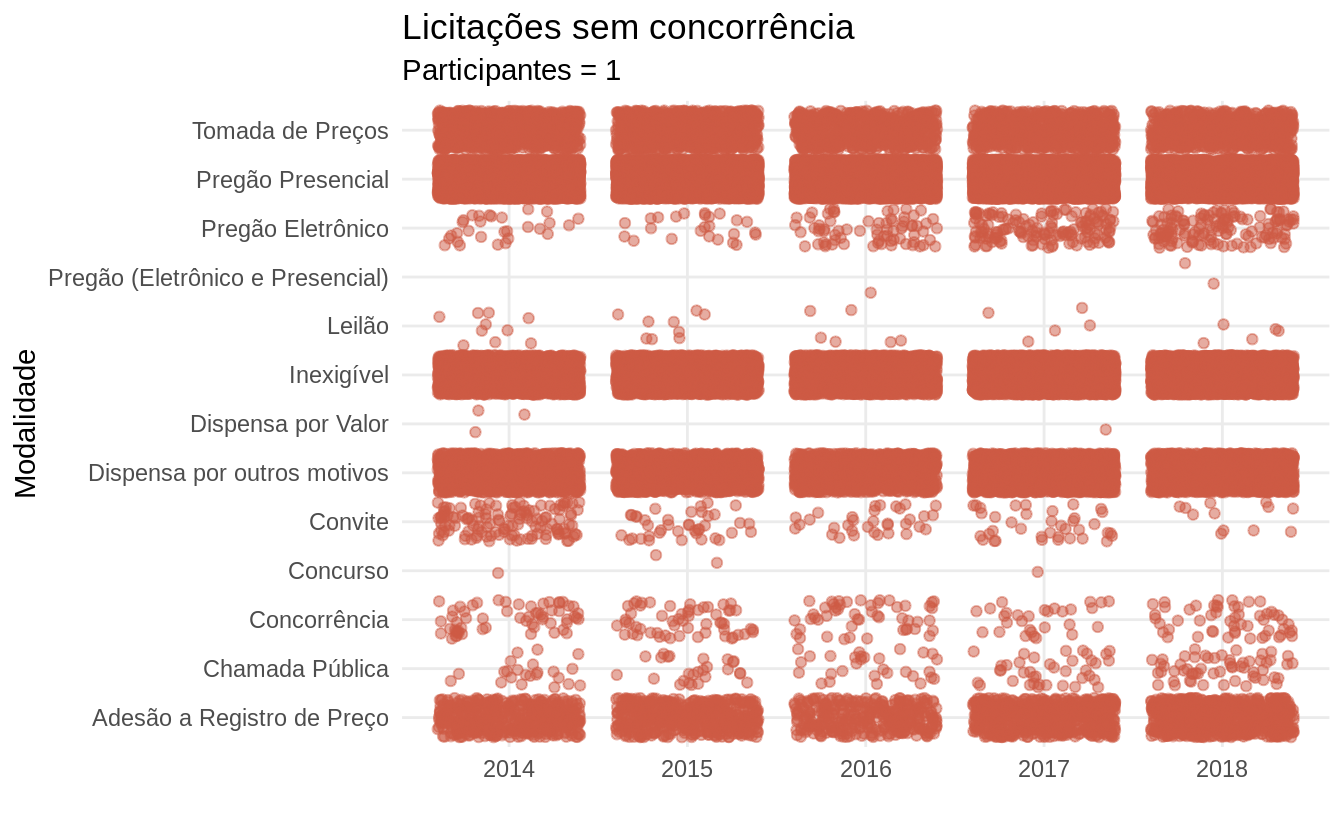 Licitações sem concorrência
Participantes = 1
Modalidade
Tomada de Preços
Pregão Presencial
Pregão Eletrônico
Pregão (Eletrônico e Presencial)
Leilão
Inexigível
Dispensa por Valor
Dispensa por outros motivos
Convite
Concurso
Concorrência
Chamada Pública
Adesão a Registro de Preço
2014 2015 2016 2017 2018